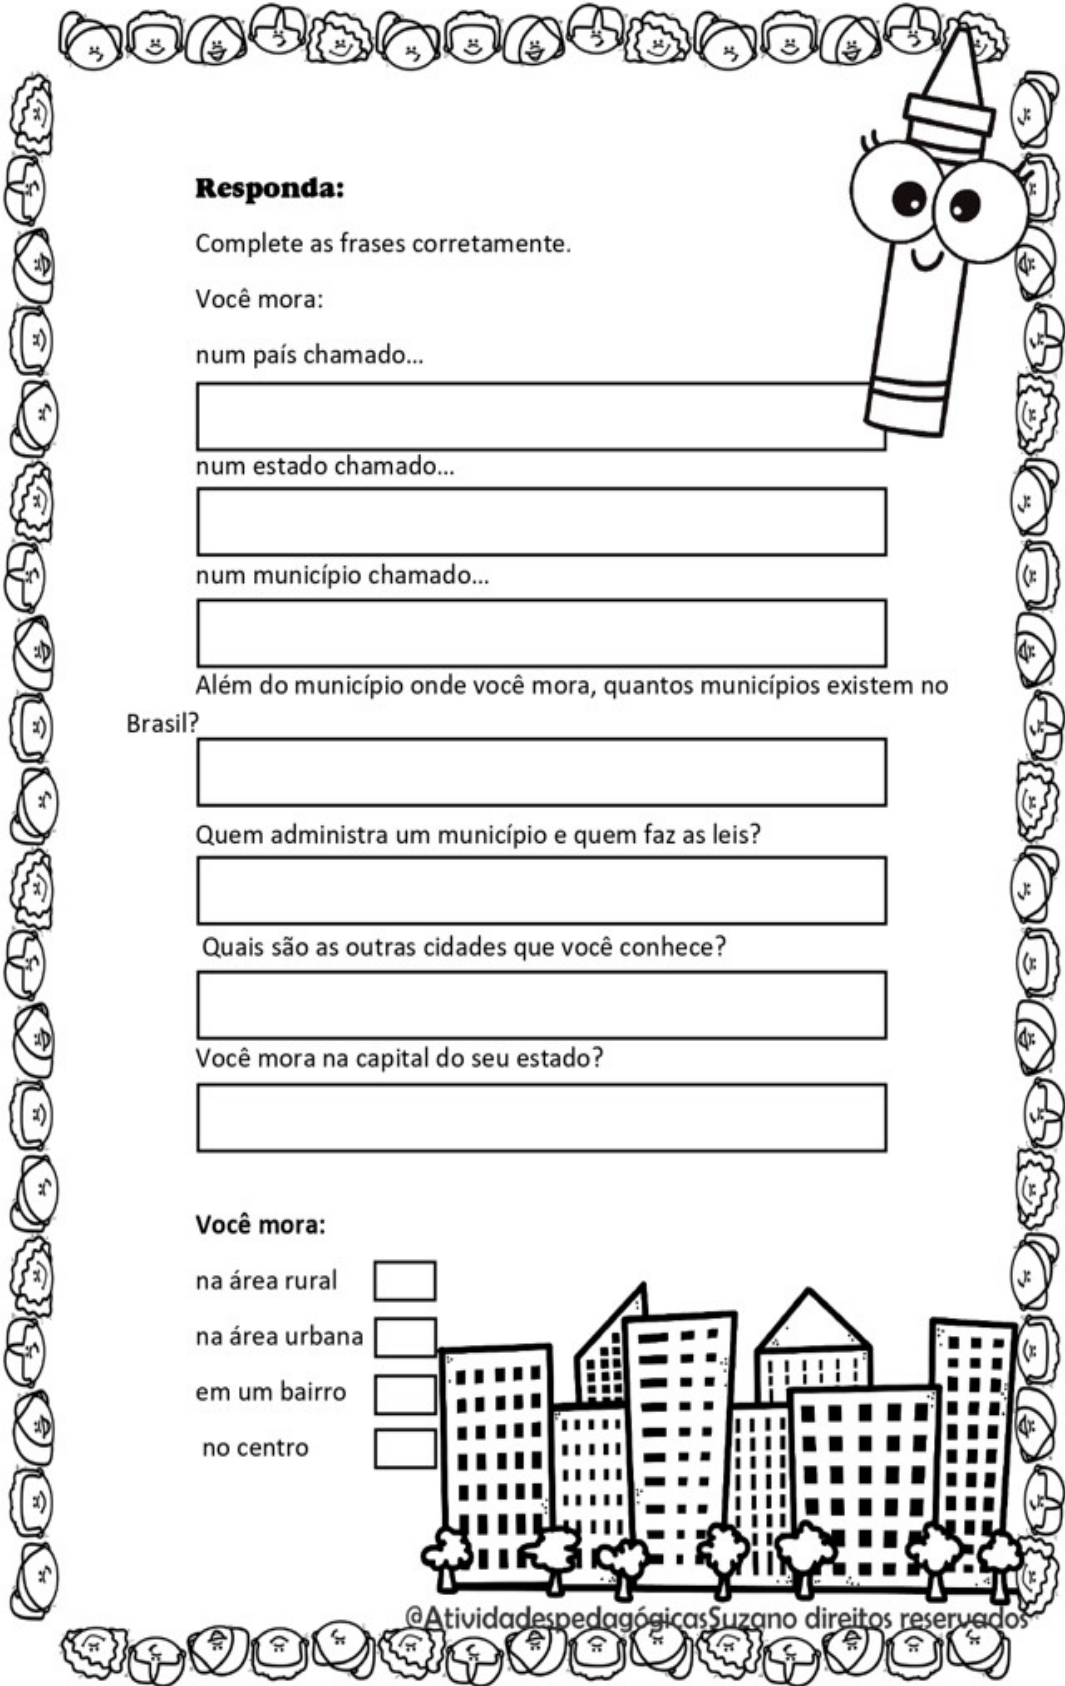 Responda:
Complete as frases corretamente.
Você mora:
num país chamado...
num estado chamado...
num município chamado...
Além do município onde você mora, quantos municípios existem no
Brasil?
Quem administra um município e quem faz as leis?
Quais são as outras cidades que você conhece?
Você mora na capital do seu estado?
Você mora:
na área rural
na área urbana
em um bairro
no centro
@AtividadespedagógicasSuzano direitos reservados